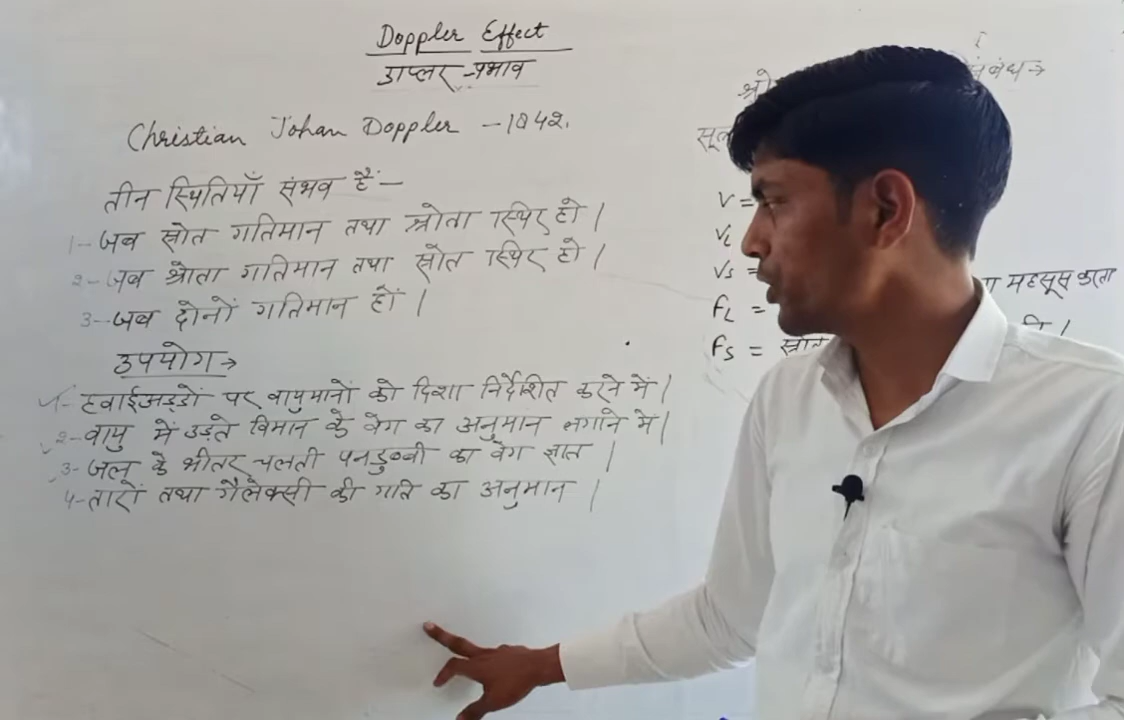 Doppler Effect
डाप्लर-प्रभाव
Christian Johan Doppler - 1842.
तीन स्थितियाँ संभव हैं:-
1- जब स्रोत गतिमान तथा श्रोता स्थिर हो।
2- जब श्रोता गतिमान तथा स्रोत स्थिर हो।
3- जब दोनों गतिमान हों।
उपयोग→
1- हवाईअड्डों पर वायुमानों को दिशा निर्देशित करने में।
2- वायु में उड़ते विमान के वेग का अनुमान लगाने में।
3- जल के भीतर चलती पनडुब्बी का वेग ज्ञात।
4- तारों तथा गैलेक्सी की गति का अनुमान।
V =
VL
Vs =
महसूस करता
fL =
fs = स्रोत